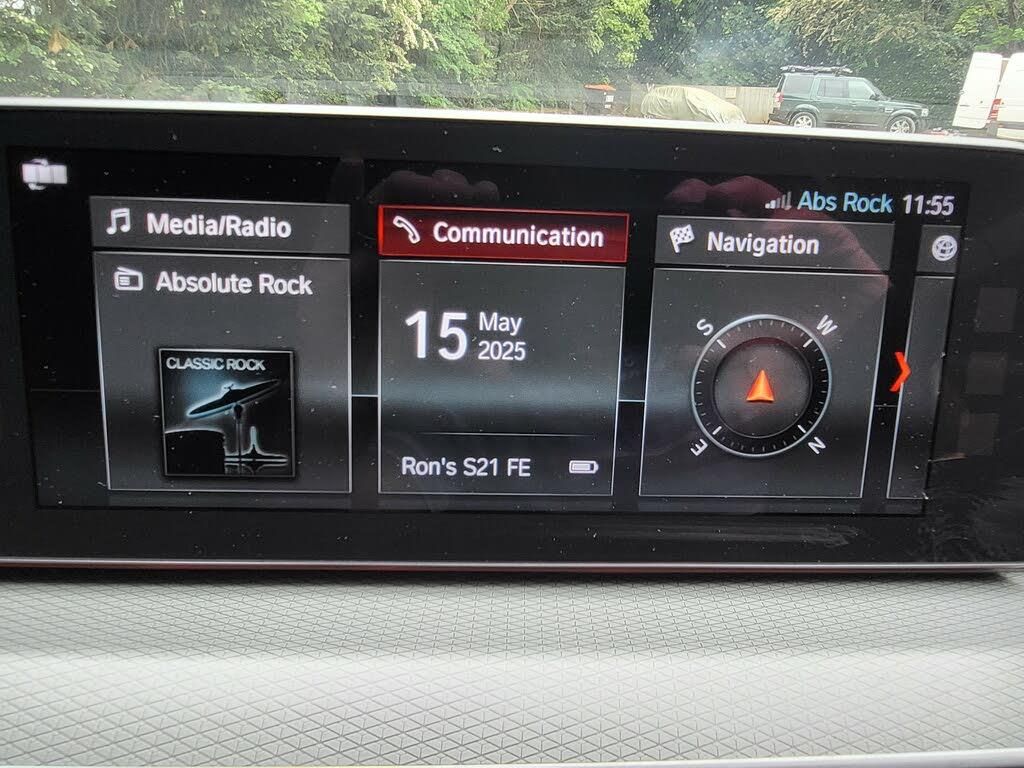 Abs Rock 11:55
Media/Radio
Absolute Rock
CLASSIC ROCK
Communication
15 May
2025
Ron's S21 FE
Navigation
S W
E N